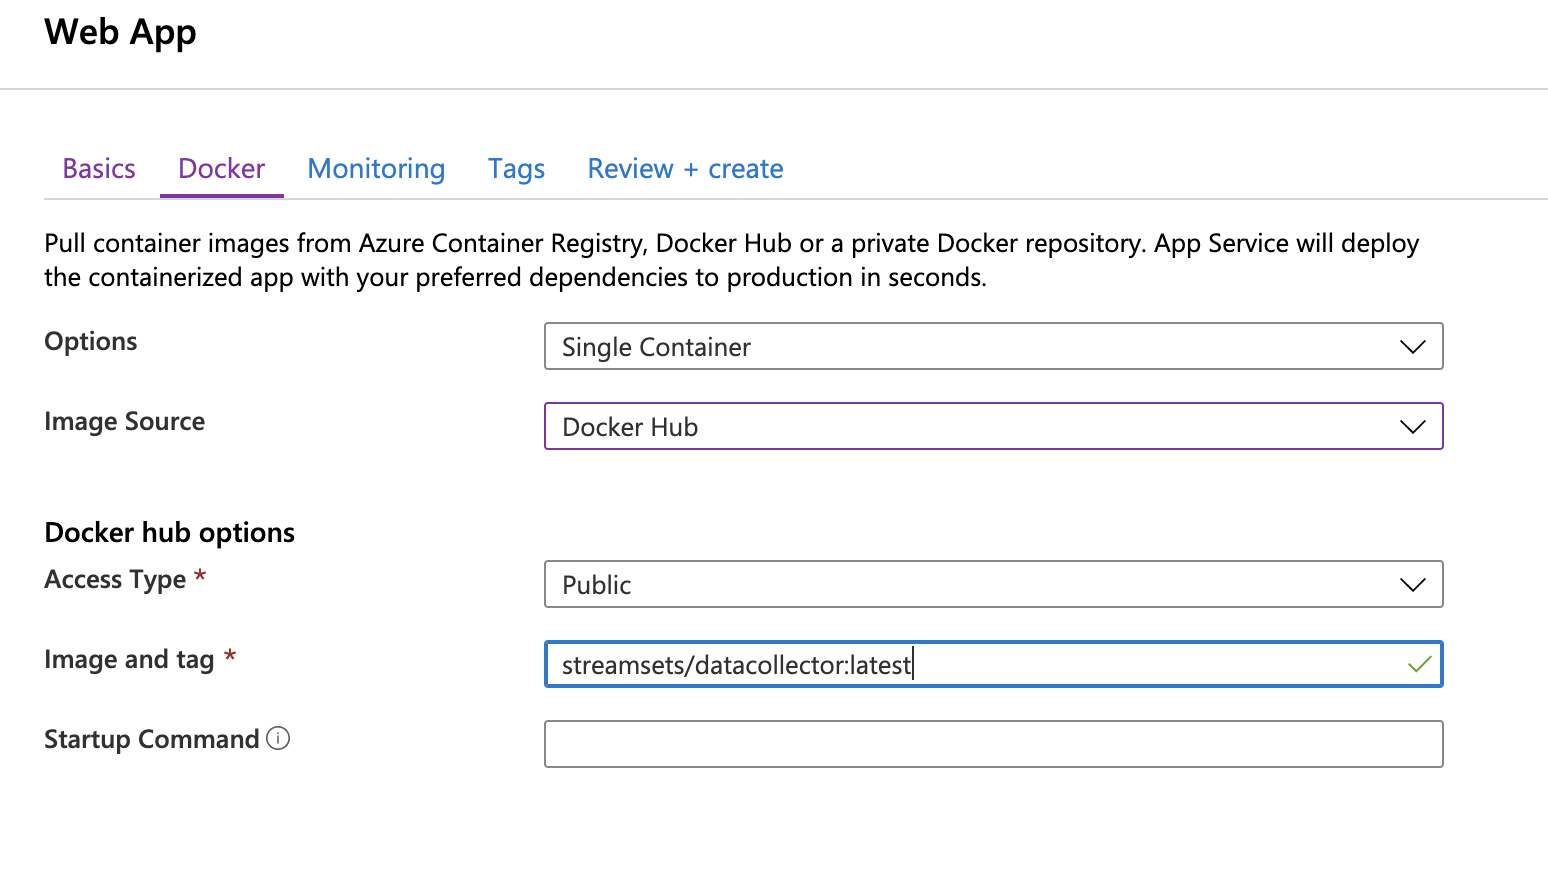 Web App
Basics Docker Monitoring Tags Review + create
Pull container images from Azure Container Registry, Docker Hub or a private Docker repository. App Service will deploy
the containerized app with your preferred dependencies to production in seconds.
Options
Single Container
Image Source
Docker Hub
Docker hub options
Access Type *
Public
Image and tag *
streamsets/datacollector:latest
Startup Command